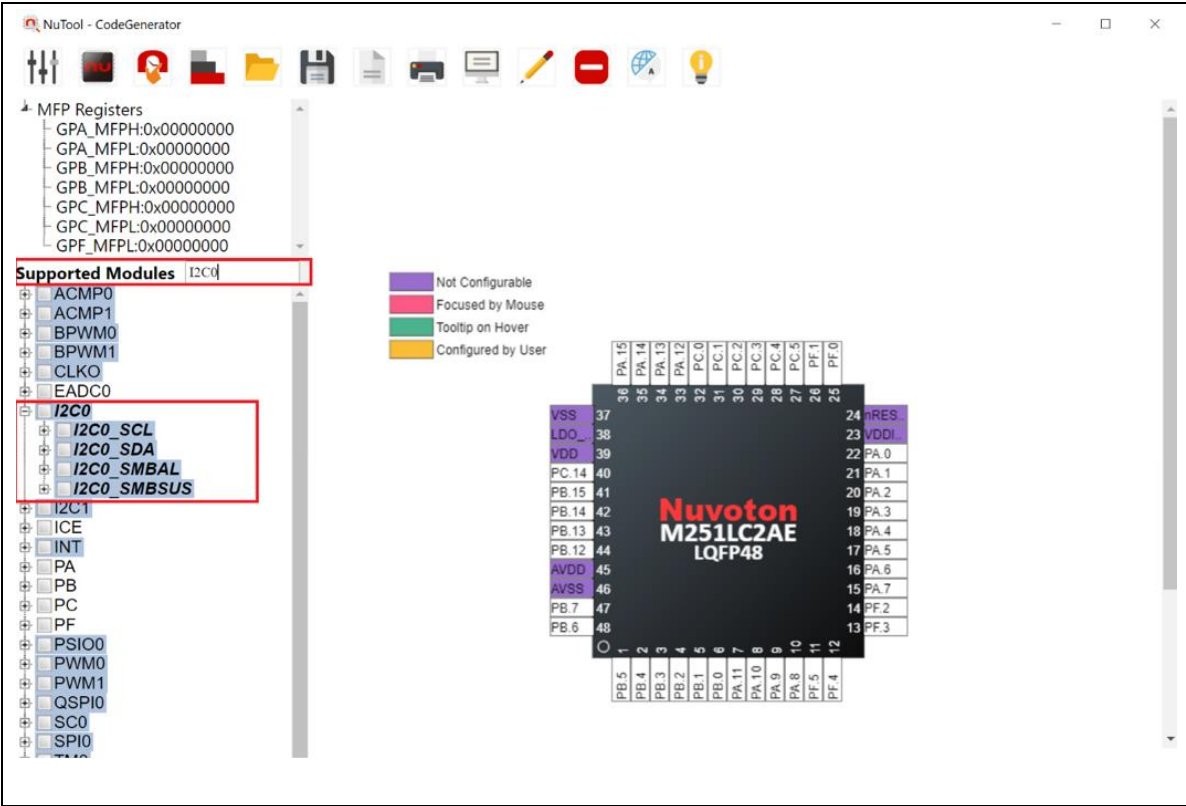 NuTool - CodeGenerator
MFP Registers
GPA_MFPH:0x00000000
GPA_MFPL:0x00000000
GPB_MFPH:0x00000000
GPB_MFPL:0x00000000
GPC_MFPH:0x00000000
GPC_MFPL:0x00000000
GPF_MFPL:0x00000000
Supported Modules I2C0
ACMP0
ACMP1
BPWM0
BPWM1
CLKO
EADC0
I2C0
I2C0_SCL
I2C0_SDA
I2C0_SMBAL
I2C0_SMBSUS
I2C1
ICE
INT
PA
PB
PC
PF
PSIO0
PWM0
PWM1
QSPI0
SC0
SPI0
Not Configurable
Focused by Mouse
Tooltip on Hover
Configured by User
PA.15 PA.14 PA.13 PA.12 PC.0 PC.1 PC.2 PC.3 PC.4 PC.5 PF.1 PF.0
36 35 34 33 32 31 30 29 28 27 26 25
VSS 37
LDO_.. 38
VDD 39
PC.14 40
PB.15 41
PB.14 42
PB.13 43
PB.12 44
AVDD 45
AVSS 46
PB.7 47
PB.6 48
Nuvoton
M251LC2AE
LQFP48
24 nRES..
23 VDDI..
22 PA.0
21 PA.1
20 PA.2
19 PA.3
18 PA.4
17 PA.5
16 PA.6
15 PA.7
14 PF.2
13 PF.3
1 2 3 4 5 6 7 8 9 10 11 12
PB.5 PB.4 PB.3 PB.2 PB.1 PB.0 PA.11 PA.10 PA.9 PA.8 PF.5 PF.4